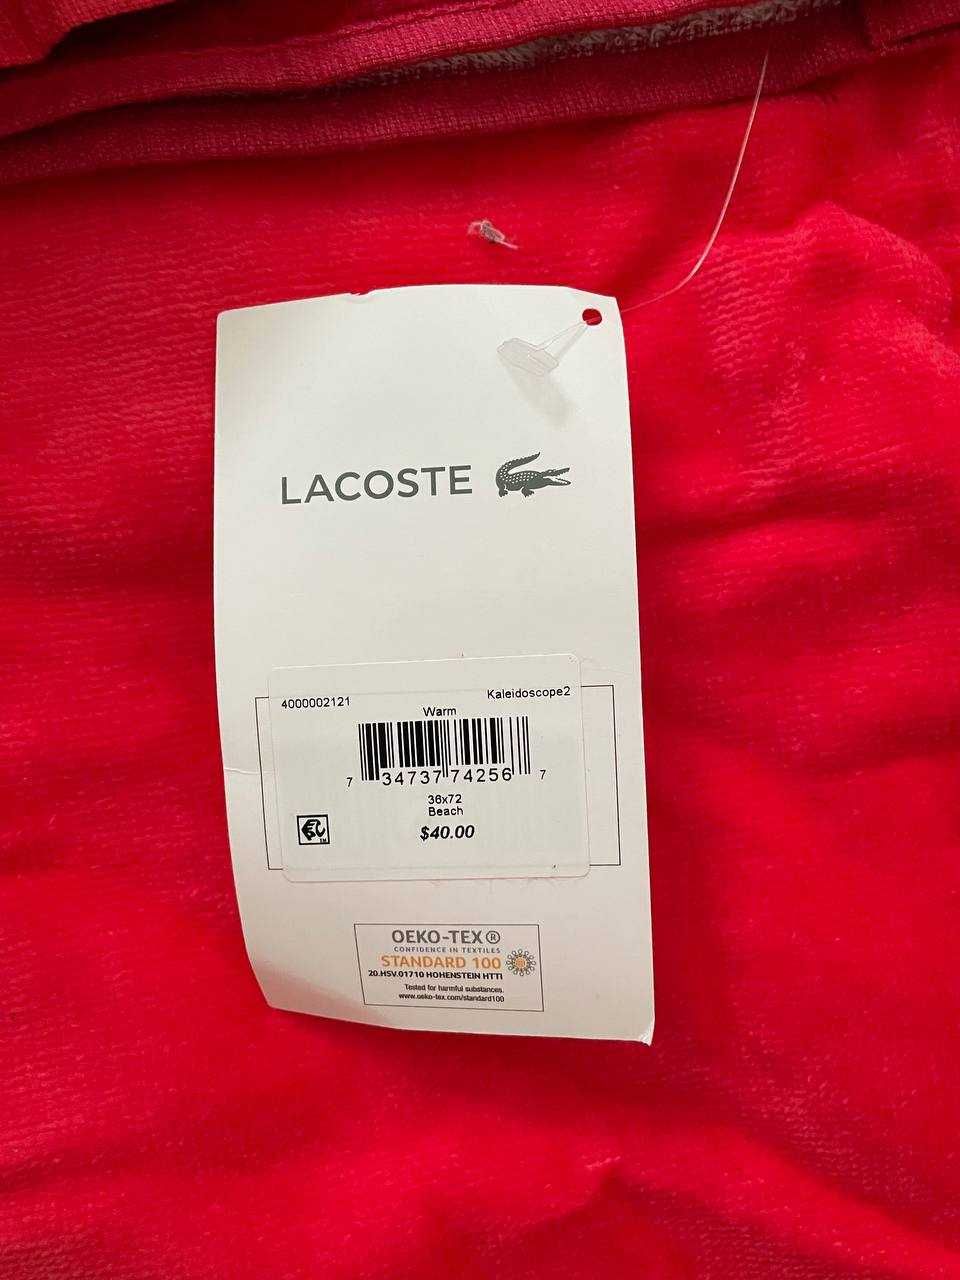 LACOSTE
4000002121 Kaleidoscope2
Warm
7 34737 74256 7
36x72
Beach
$40.00
TM
OEKO-TEX®
CONFIDENCE IN TEXTILES
STANDARD 100
20.HSV.01710 HOHENSTEIN HTTI
Tested for harmful substances.
www.oeko-tex.com/standard100